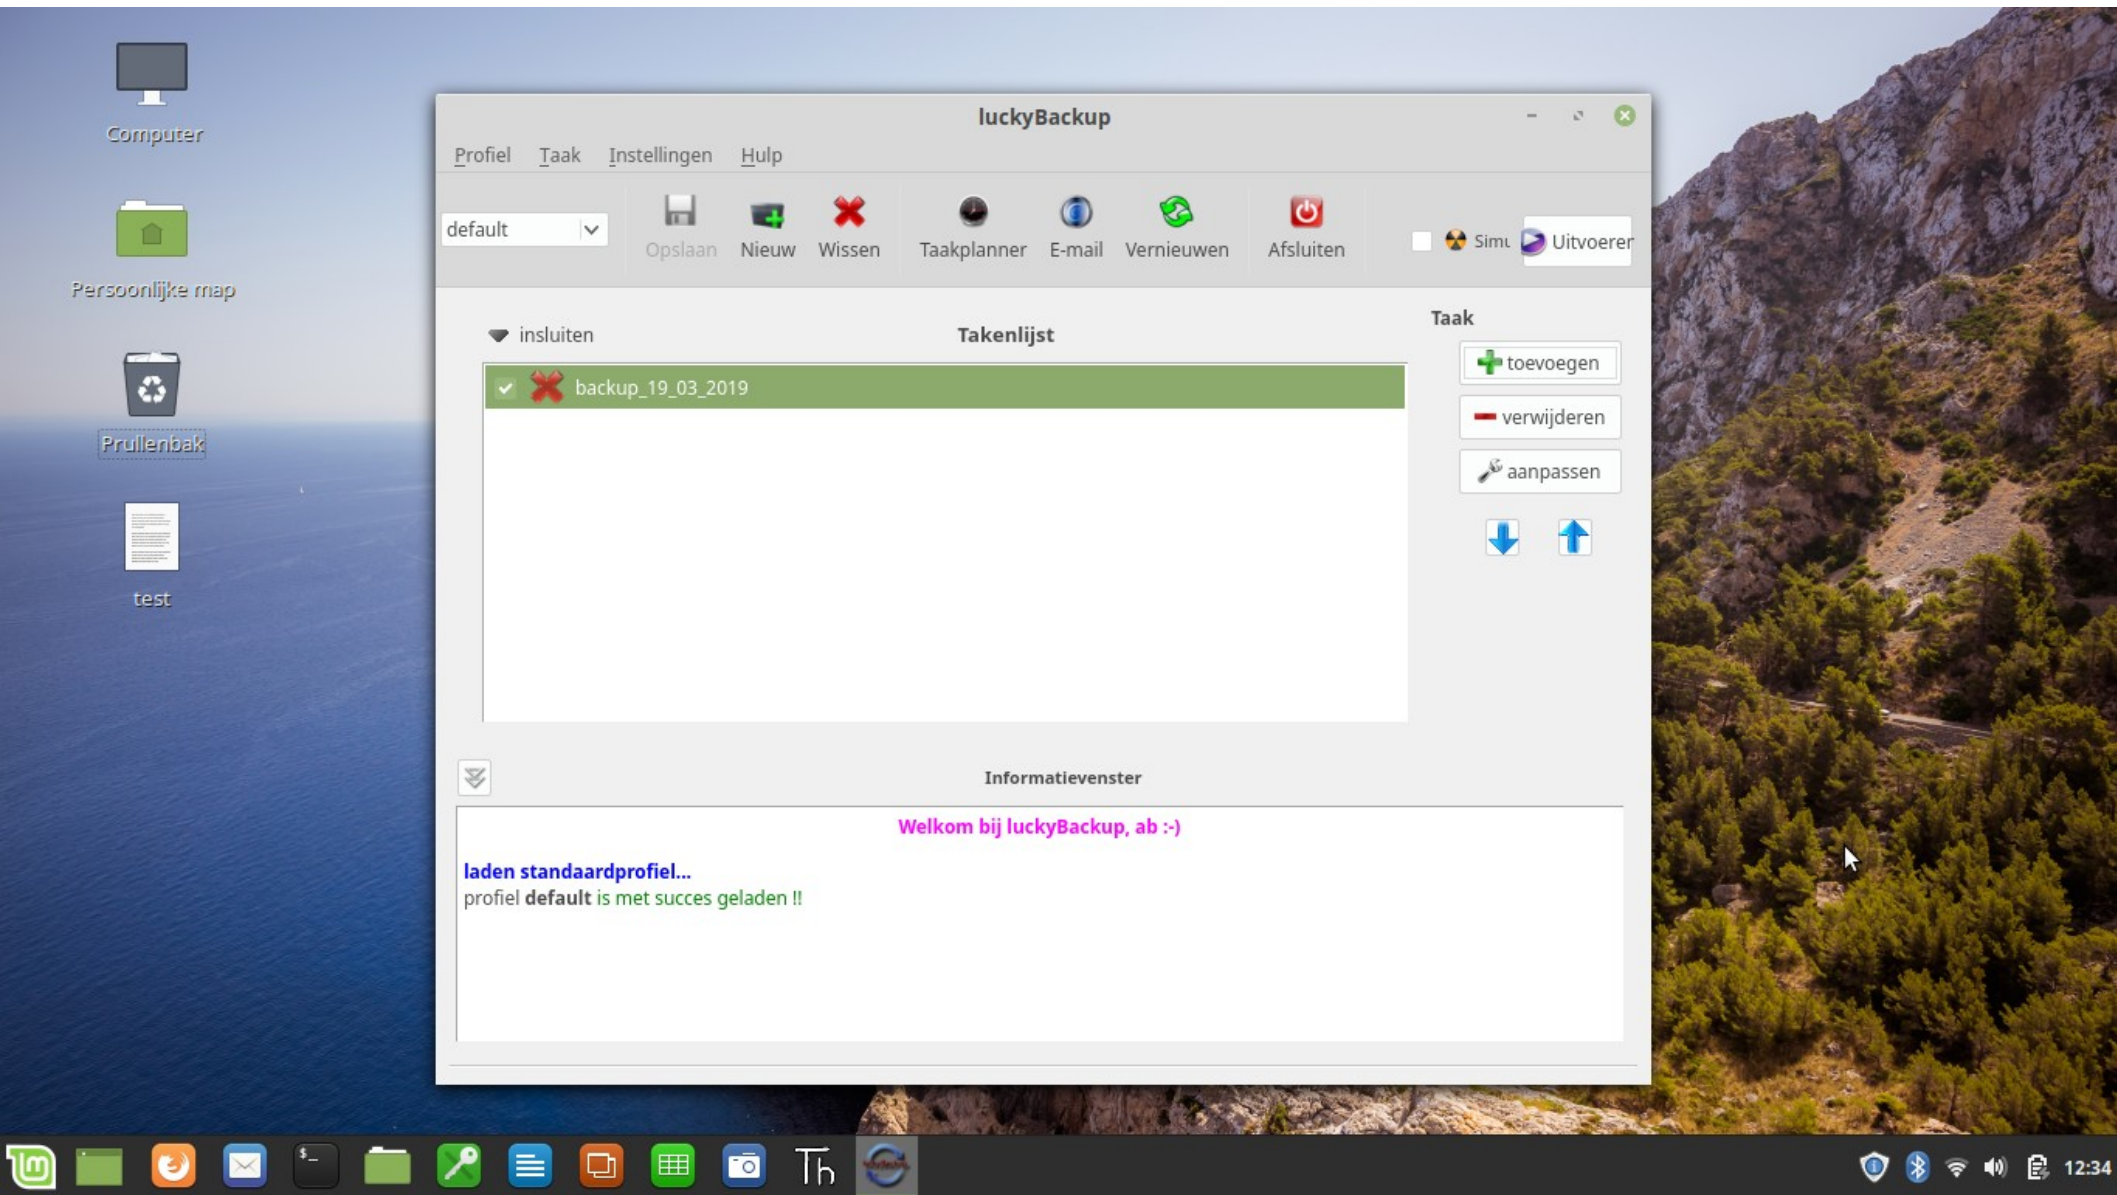 Computer
Persoonlijke map
Prullenbak
test
luckyBackup
Profiel Taak Instellingen Hulp
default
Opslaan Nieuw Wissen Taakplanner E-mail Vernieuwen Afsluiten
Simu Uitvoeren
insluiten Takenlijst
backup_19_03_2019
Taak
toevoegen
verwijderen
aanpassen
Informatievenster
Welkom bij luckyBackup, ab :-)
laden standaardprofiel...
profiel default is met succes geladen !!
$_
Th
12:34